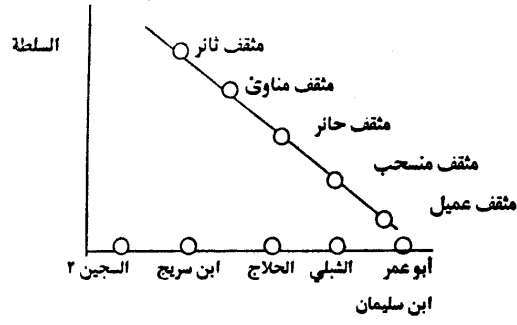 مثقف ثائر
السلطة
مثقف مناوئ
مثقف حائر
مثقف منسحب
مثقف عميل
أبو عمر الشبلي الحلاج ابن سريج السجين ٢
ابن سليمان